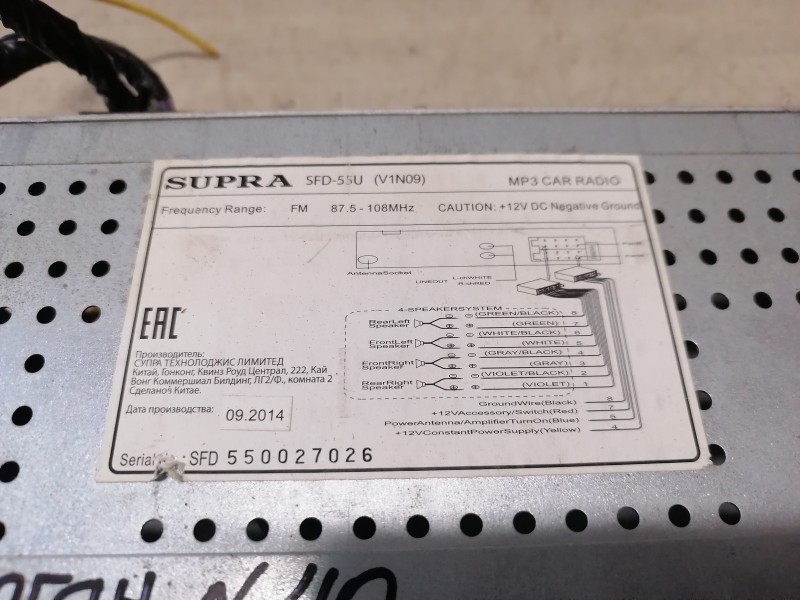 SUPRA SFD-55U (V1N09) MP3 CAR RADIO
Frequency Range: FM 87.5 - 108MHz CAUTION: +12V DC Negative Ground
AntennaSocket
LINEOUT L-chWHITE
R-chRED
4-SPEAKERSYSTEM
RearLeft Speaker (GREEN/BLACK) 8
(GREEN) 7
FrontLeft Speaker (WHITE/BLACK) 6
(WHITE) 5
FrontRight Speaker (GRAY/BLACK) 4
(GRAY) 3
RearRight Speaker (VIOLET/BLACK) 2
(VIOLET) 1
GroundWire(Black) 8
+12VAccessory/Switch(Red) 7
PowerAntenna/AmplifierTurnOn(Blue) 5
+12VConstantPowerSupply(Yellow) 4
EAC
Производитель:
СУПРА ТЕХНОЛОДЖИС ЛИМИТЕД
Китай, Гонконг, Квинз Роуд Централ, 222, Кай
Вонг Коммершиал Билдинг, ЛГ2/Ф., комната 2
Сделано в Китае.
Дата производства: 09.2014
Serial No.: SFD 550027026